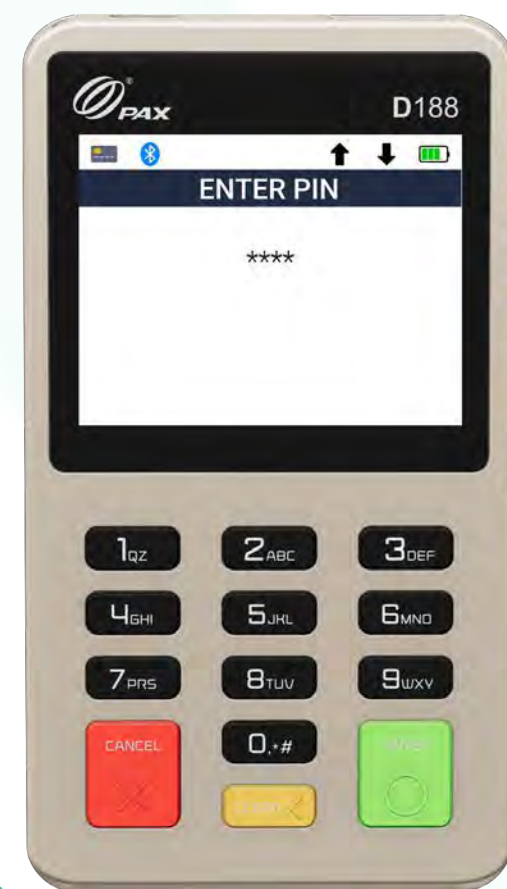 PAX®
D188
ENTER PIN
****
1QZ 2ABC 3DEF
4GHI 5JKL 6MNO
7PRS 8TUV 9WXY
CANCEL 0,*#